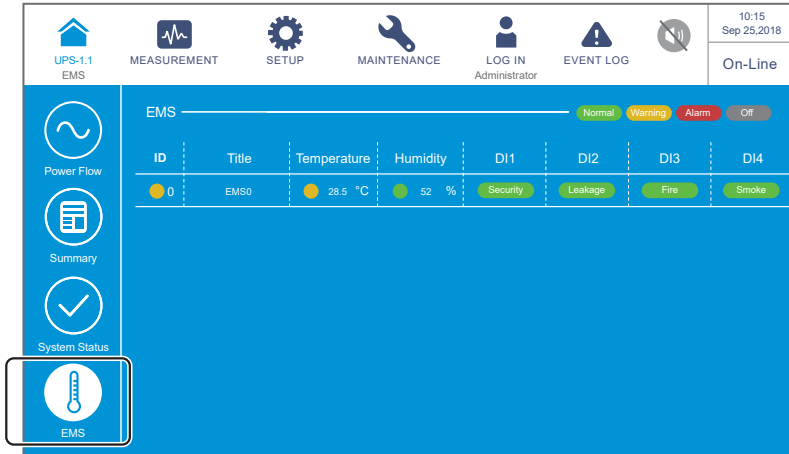 10:15
Sep 25,2018
UPS-1.1
EMS
MEASUREMENT
SETUP
MAINTENANCE
LOG IN
Administrator
EVENT LOG
On-Line
EMS
Normal Warning Alarm Off
ID Title Temperature Humidity DI1 DI2 DI3 DI4
0 EMS0 28.5 °C 52 % Security Leakage Fire Smoke
Power Flow
Summary
System Status
EMS